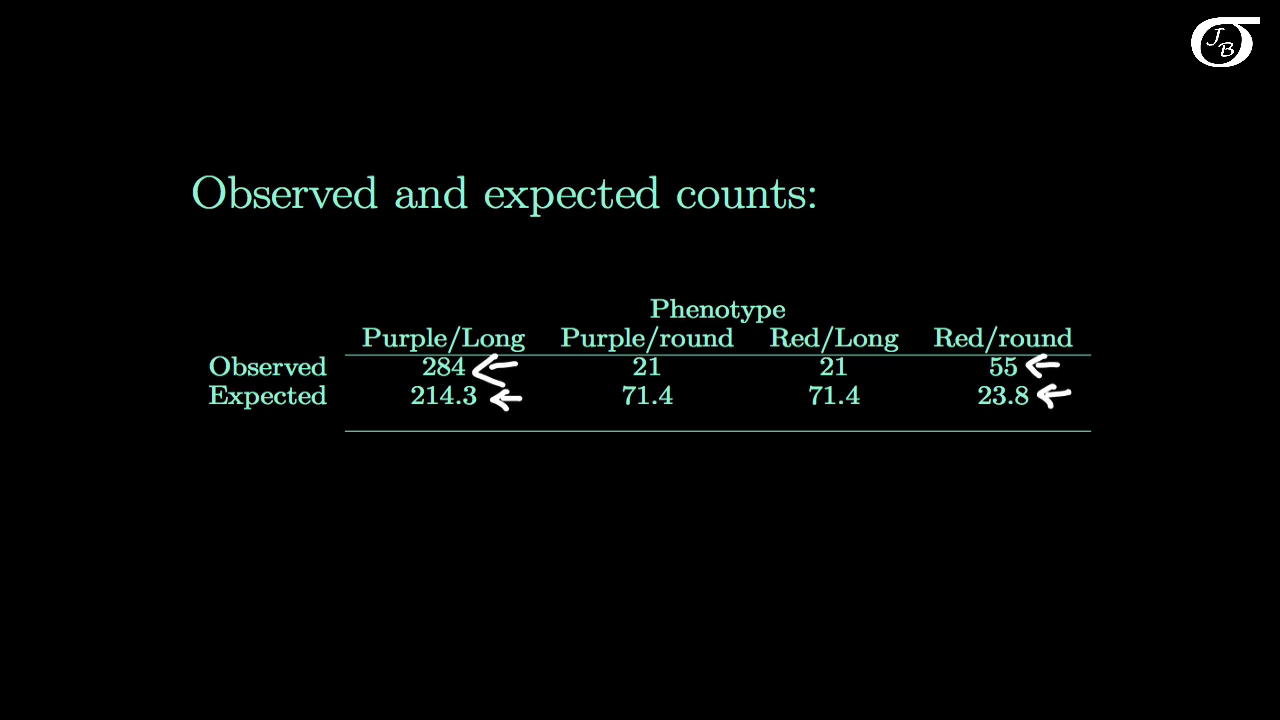 JB
Observed and expected counts:
Phenotype
Purple/Long Purple/round Red/Long Red/round
Observed 284 21 21 55
Expected 214.3 71.4 71.4 23.8